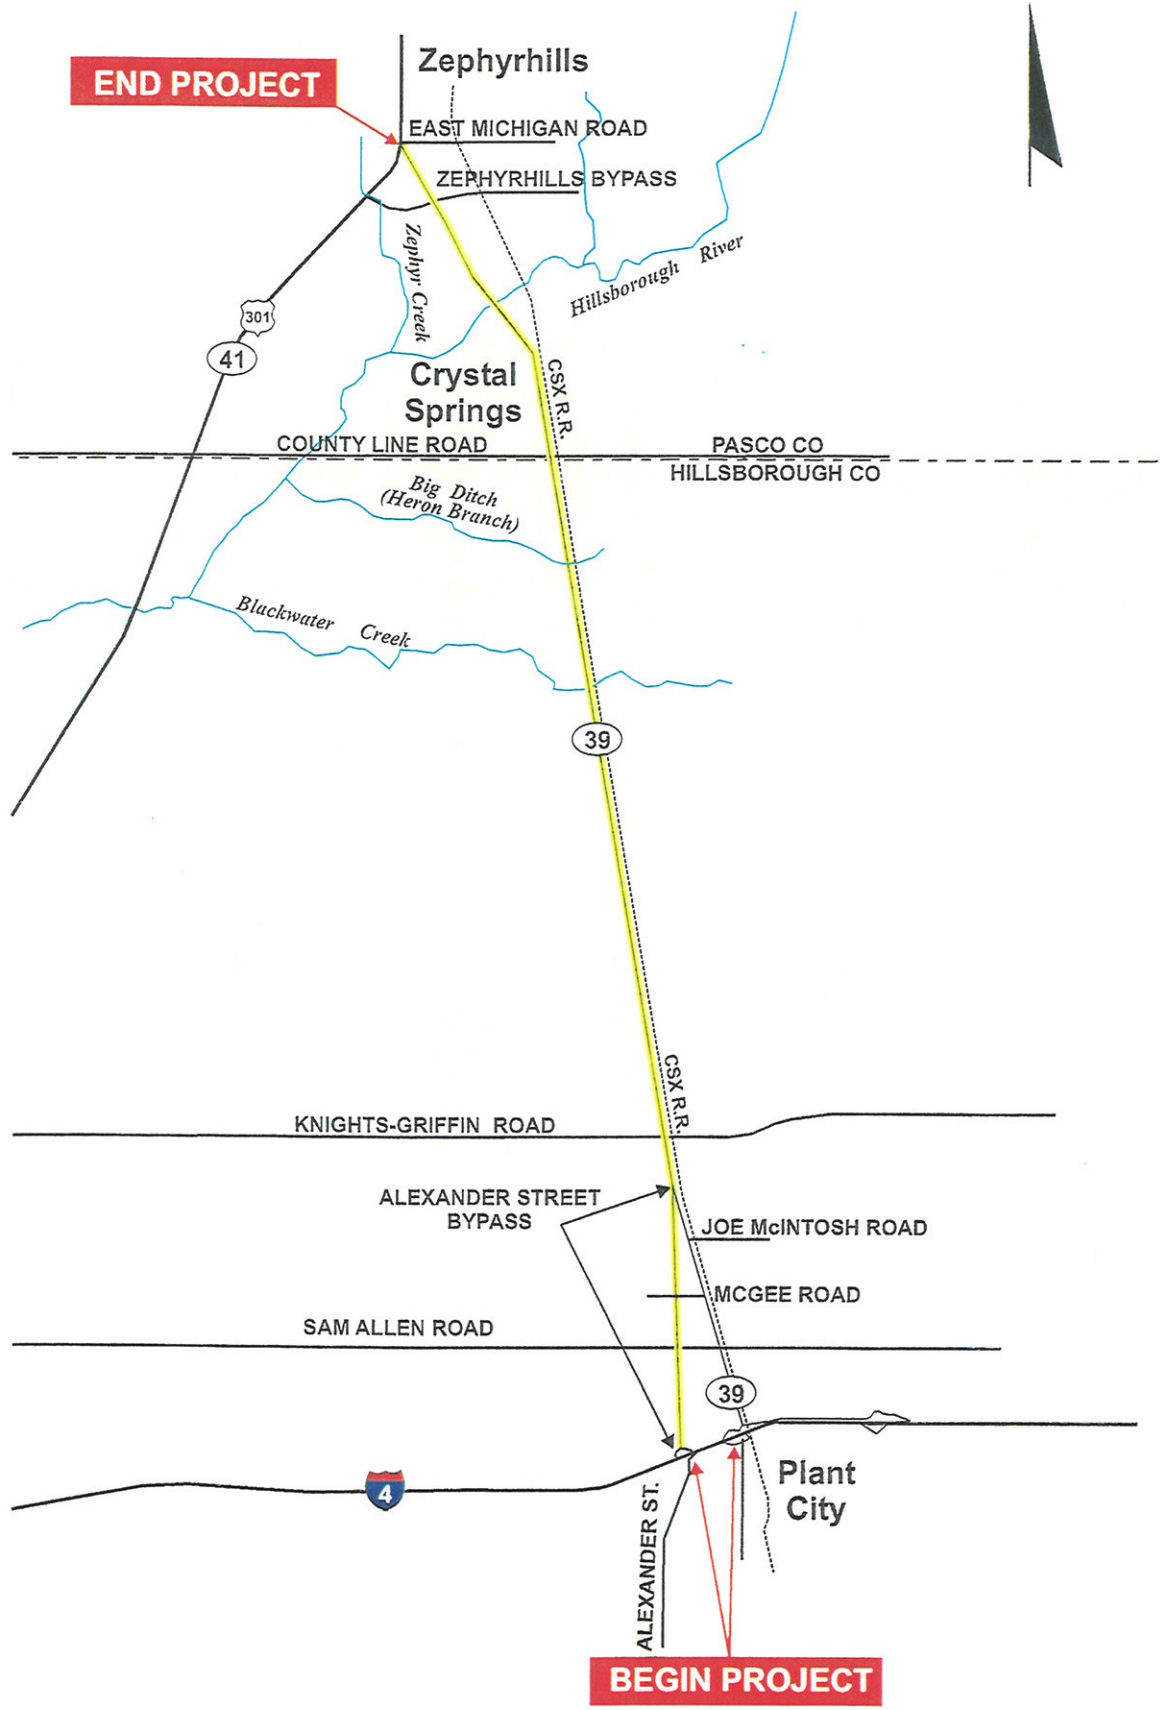 Zephyrhills
END PROJECT
EAST MICHIGAN ROAD
ZEPHYRHILLS BYPASS
Zephyr Creek
Hillsborough River
301
41
Crystal
Springs
CSX R.R.
COUNTY LINE ROAD
PASCO CO
HILLSBOROUGH CO
Big Ditch
(Heron Branch)
Blackwater Creek
39
CSX R.R.
KNIGHTS-GRIFFIN ROAD
ALEXANDER STREET
BYPASS
JOE McINTOSH ROAD
MCGEE ROAD
SAM ALLEN ROAD
39
Plant
City
4
ALEXANDER ST.
BEGIN PROJECT